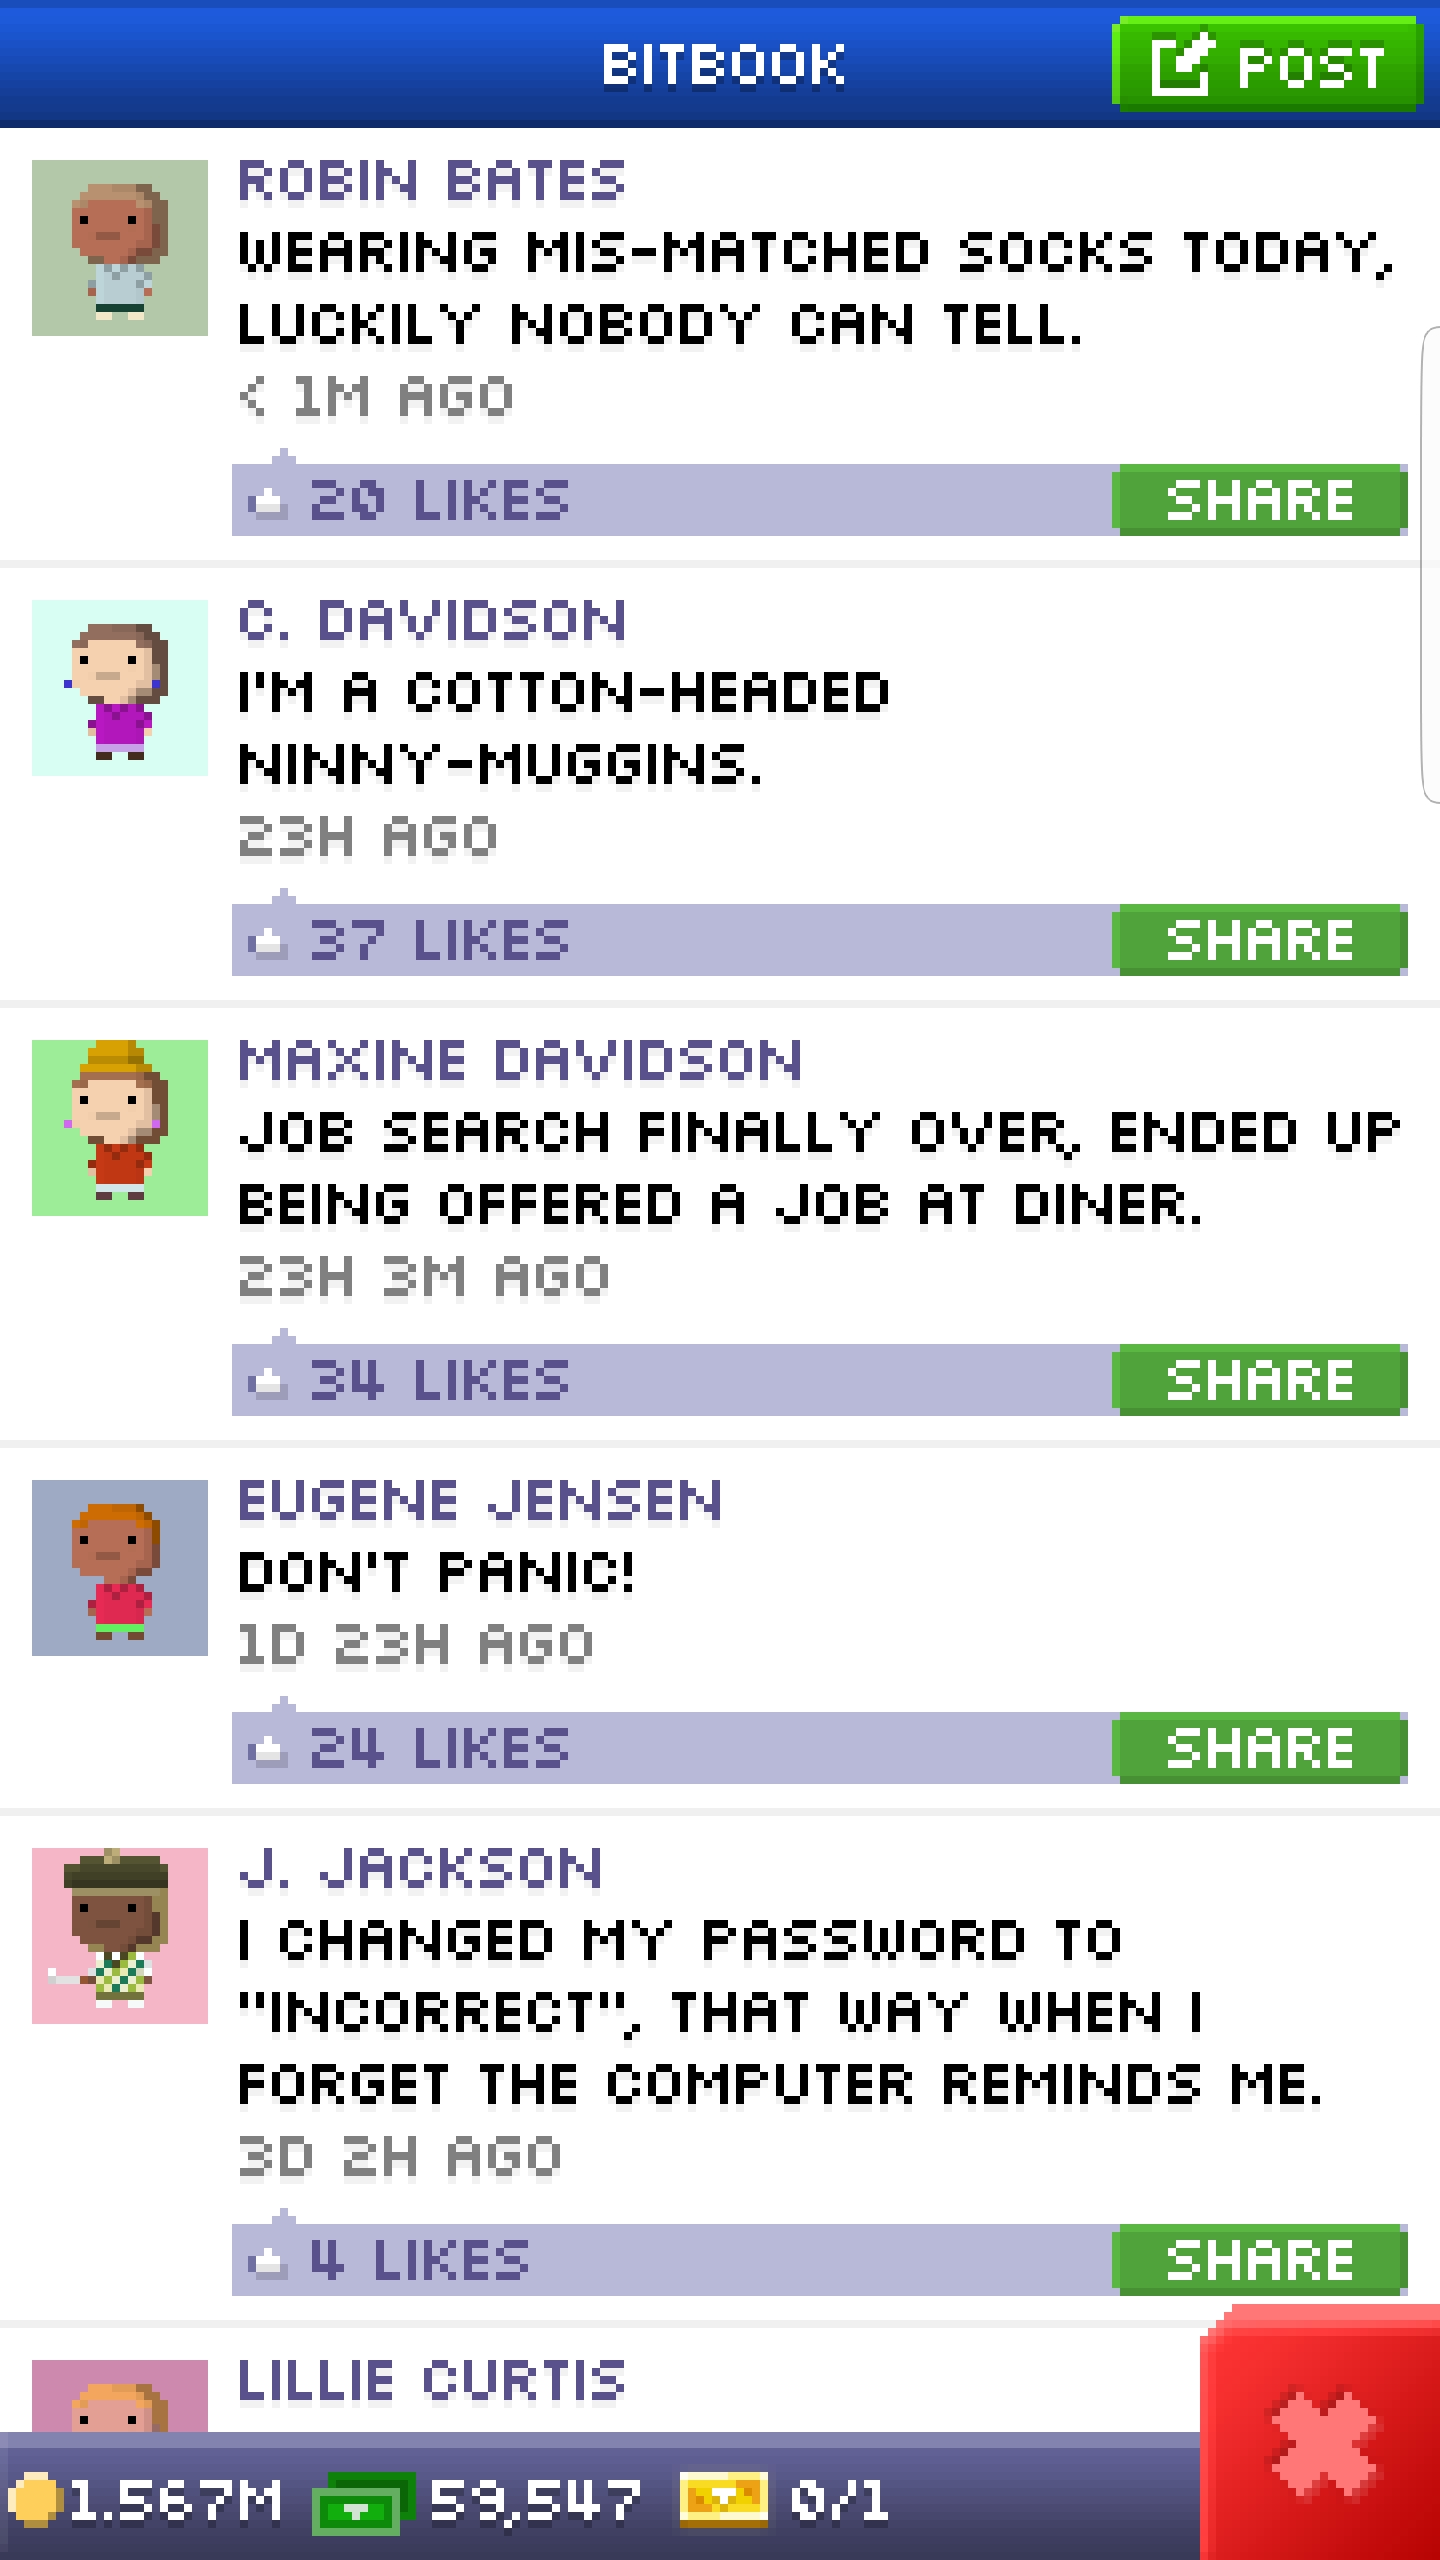 BITBOOK
POST
ROBIN BATES
WEARING MIS-MATCHED SOCKS TODAY,
LUCKILY NOBODY CAN TELL.
< 1M AGO
20 LIKES
SHARE
C. DAVIDSON
I'M A COTTON-HEADED
NINNY-MUGGINS.
23H AGO
37 LIKES
SHARE
MAXINE DAVIDSON
JOB SEARCH FINALLY OVER, ENDED UP
BEING OFFERED A JOB AT DINER.
23H 3M AGO
34 LIKES
SHARE
EUGENE JENSEN
DON'T PANIC!
1D 23H AGO
24 LIKES
SHARE
J. JACKSON
I CHANGED MY PASSWORD TO
"INCORRECT", THAT WAY WHEN I
FORGET THE COMPUTER REMINDS ME.
3D 2H AGO
4 LIKES
SHARE
LILLIE CURTIS
1.567M 59,547 0/1